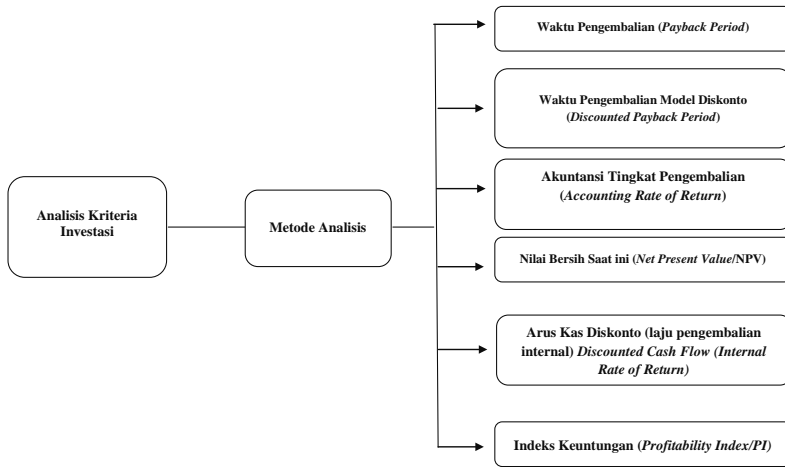 Analisis Kriteria
Investasi
Metode Analisis
Waktu Pengembalian (Payback Period)
Waktu Pengembalian Model Diskonto
(Discounted Payback Period)
Akuntansi Tingkat Pengembalian
(Accounting Rate of Return)
Nilai Bersih Saat ini (Net Present Value/NPV)
Arus Kas Diskonto (laju pengembalian
internal) Discounted Cash Flow (Internal
Rate of Return)
Indeks Keuntungan (Profitability Index/PI)